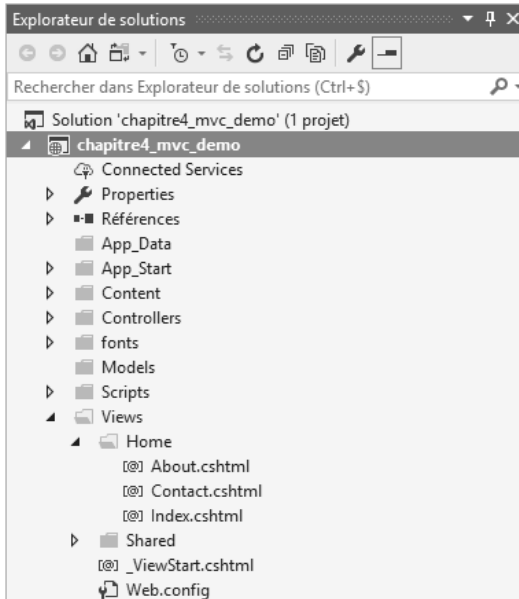 Explorateur de solutions
Rechercher dans Explorateur de solutions (Ctrl+$)
Solution 'chapitre4_mvc_demo' (1 projet)
chapitre4_mvc_demo
Connected Services
Properties
Références
App_Data
App_Start
Content
Controllers
fonts
Models
Scripts
Views
Home
[@] About.cshtml
[@] Contact.cshtml
[@] Index.cshtml
Shared
[@] _ViewStart.cshtml
Web.config